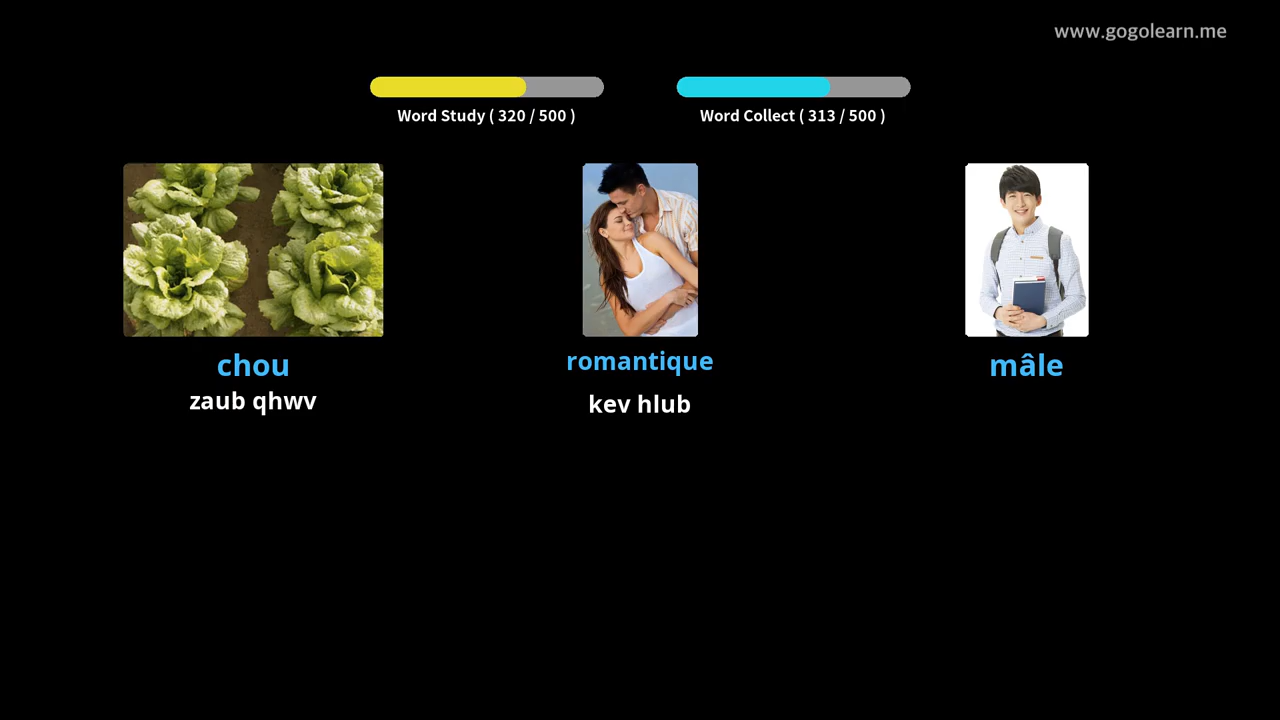 www.gogolearn.me
Word Study ( 320 / 500 )
Word Collect ( 313 / 500 )
chou
romantique
mâle
zaub qhwv
kev hlub